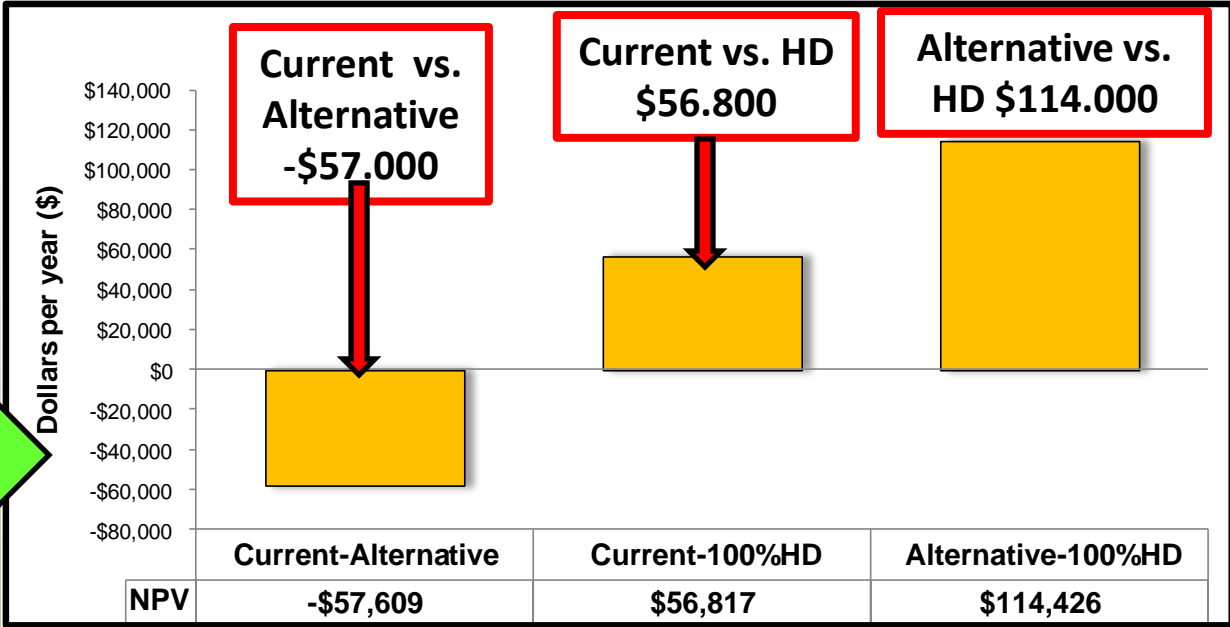 Current vs.
Alternative
-$57.000
Current vs. HD
$56.800
Alternative vs.
HD $114.000
Dollars per year ($)
$140,000
$120,000
$100,000
$80,000
$60,000
$40,000
$20,000
$0
-$20,000
-$40,000
-$60,000
-$80,000
Current-Alternative Current-100%HD Alternative-100%HD
NPV -$57,609 $56,817 $114,426